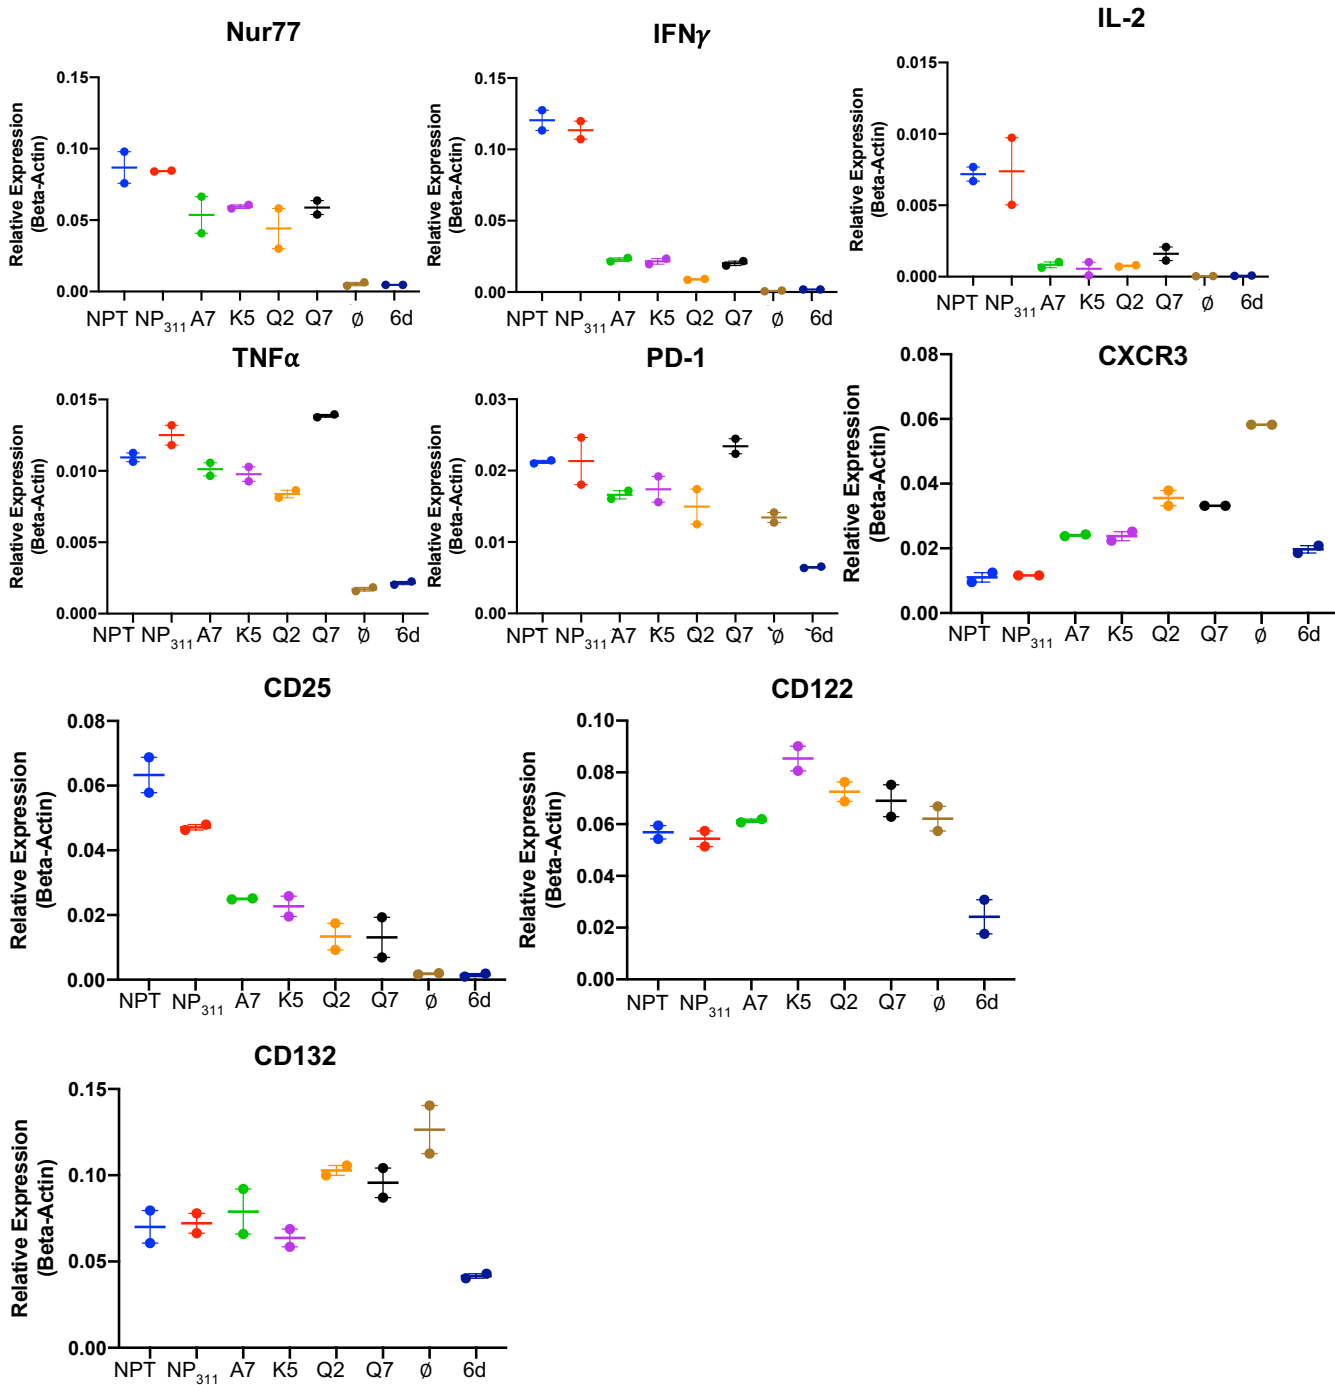 Nur77
Relative Expression
(Beta-Actin)
0.15
0.10
0.05
0.00
NPT NP311 A7 K5 Q2 Q7 ø 6d
IFNγ
Relative Expression
(Beta-Actin)
0.15
0.10
0.05
0.00
NPT NP311 A7 K5 Q2 Q7 ø 6d
IL-2
Relative Expression
(Beta-Actin)
0.015
0.010
0.005
0.000
NPT NP311 A7 K5 Q2 Q7 ø 6d
TNFα
Relative Expression
(Beta-Actin)
0.015
0.010
0.005
0.000
NPT NP311 A7 K5 Q2 Q7 ø 6d
PD-1
Relative Expression
(Beta-Actin)
0.03
0.02
0.01
0.00
NPT NP311 A7 K5 Q2 Q7 `ø `6d
CXCR3
Relative Expression
(Beta-Actin)
0.08
0.06
0.04
0.02
0.00
NPT NP311 A7 K5 Q2 Q7 ø 6d
CD25
Relative Expression
(Beta-Actin)
0.08
0.06
0.04
0.02
0.00
NPT NP311 A7 K5 Q2 Q7 ø 6d
CD122
Relative Expression
(Beta-Actin)
0.10
0.08
0.06
0.04
0.02
0.00
NPT NP311 A7 K5 Q2 Q7 ø 6d
CD132
Relative Expression
(Beta-Actin)
0.15
0.10
0.05
0.00
NPT NP311 A7 K5 Q2 Q7 ø 6d